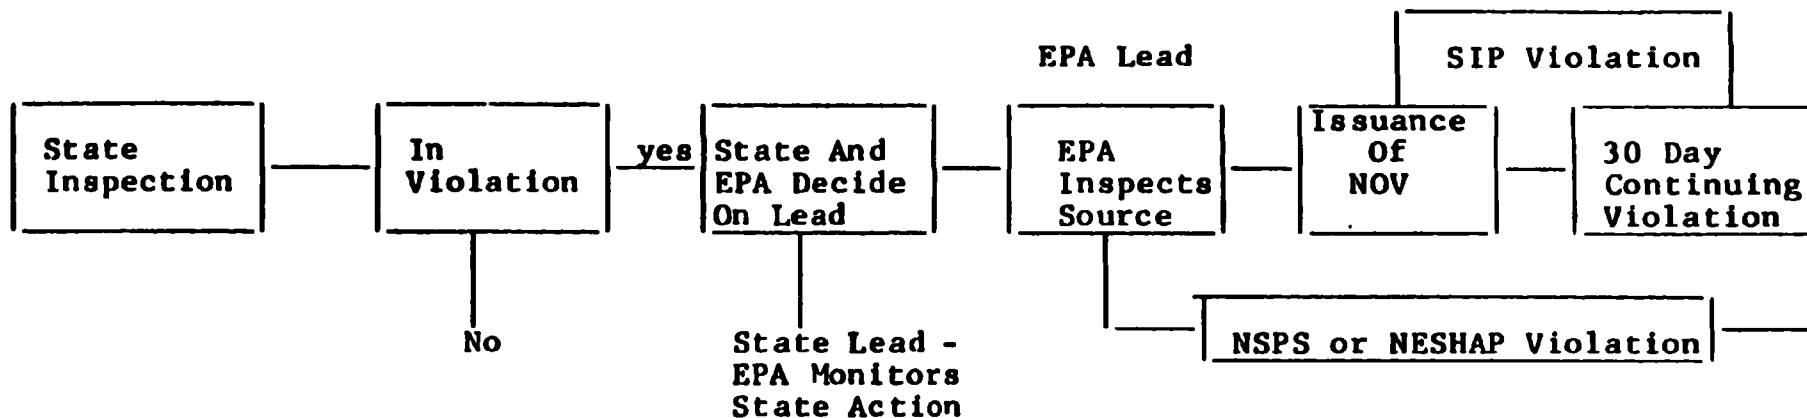 EPA Lead
SIP Violation
State
Inspection
In
Violation
yes
State And
EPA Decide
On Lead
EPA
Inspects
Source
Issuance
Of
NOV
30 Day
Continuing
Violation
No
State Lead -
EPA Monitors
State Action
NSPS or NESHAP Violation